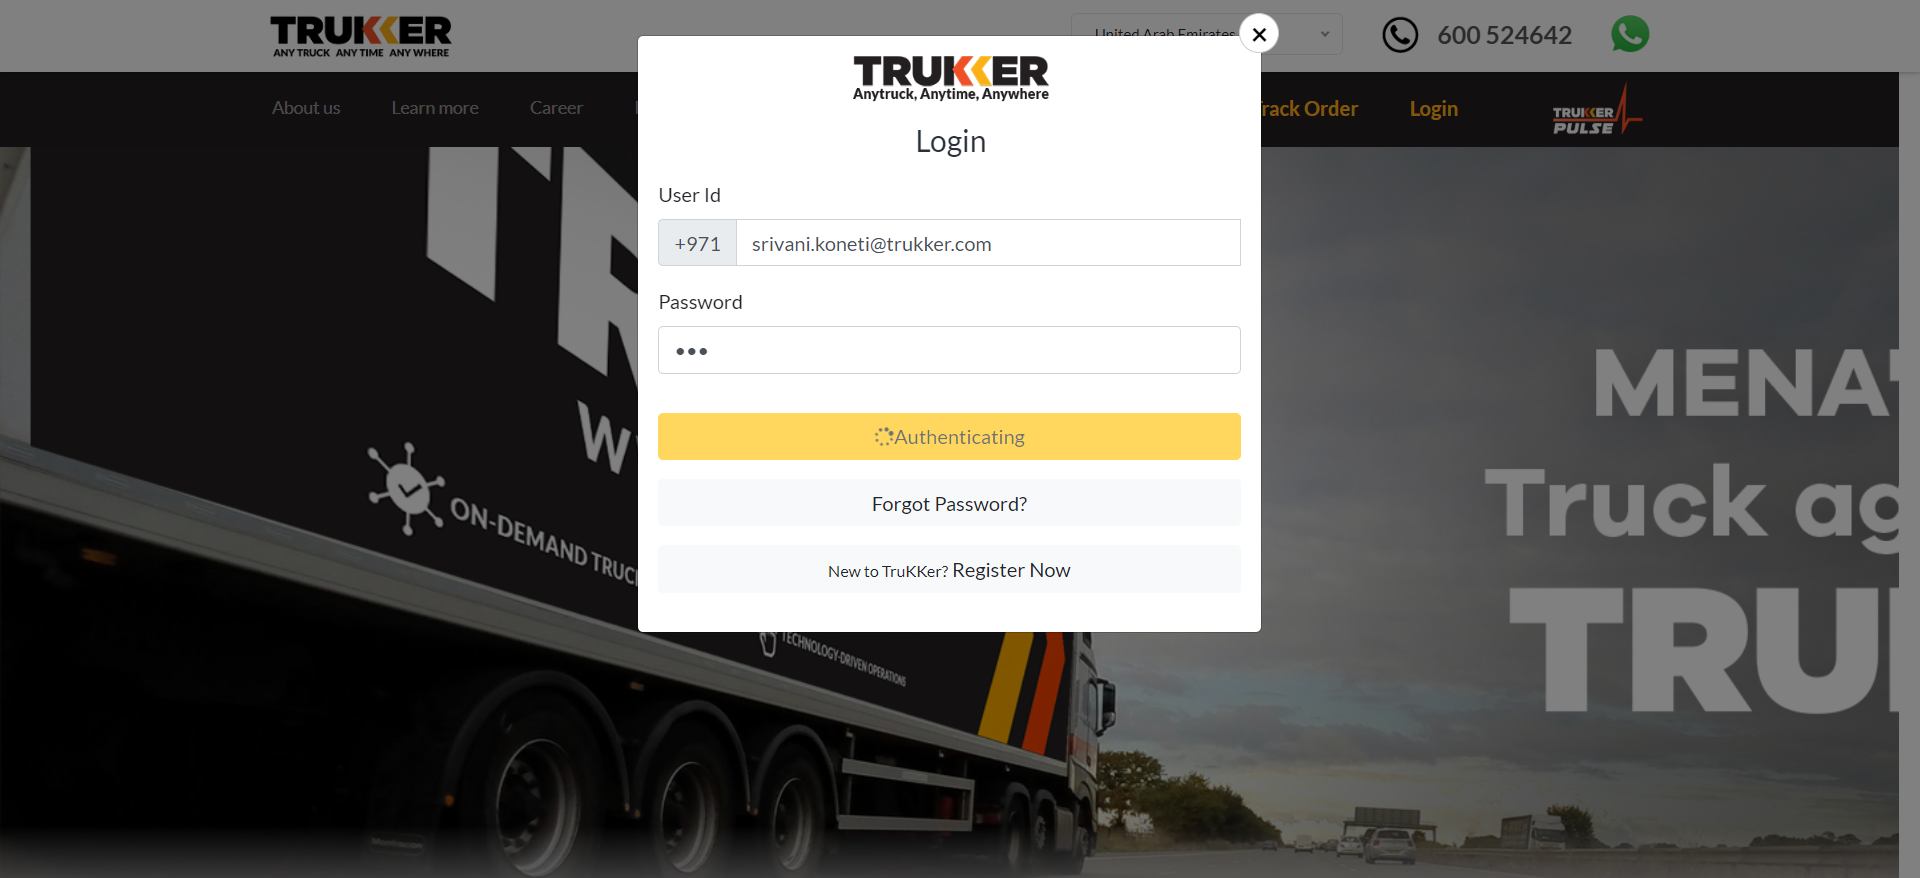 TRUKKER
ANY TRUCK ANY TIME ANY WHERE
United Arab Emirates
600 524642
About us
Learn more
Career
Track Order
Login
TRUKKER
PULSE
TRUKKER
Anytruck, Anytime, Anywhere
Login
User Id
+971
srivani.koneti@trukker.com
Password
Authenticating
Forgot Password?
New to TruKKer? Register Now
ON-DEMAND TRUC
TECHNOLOGY-DRIVEN OPERATIONS
MENA
Truck ag
TRU